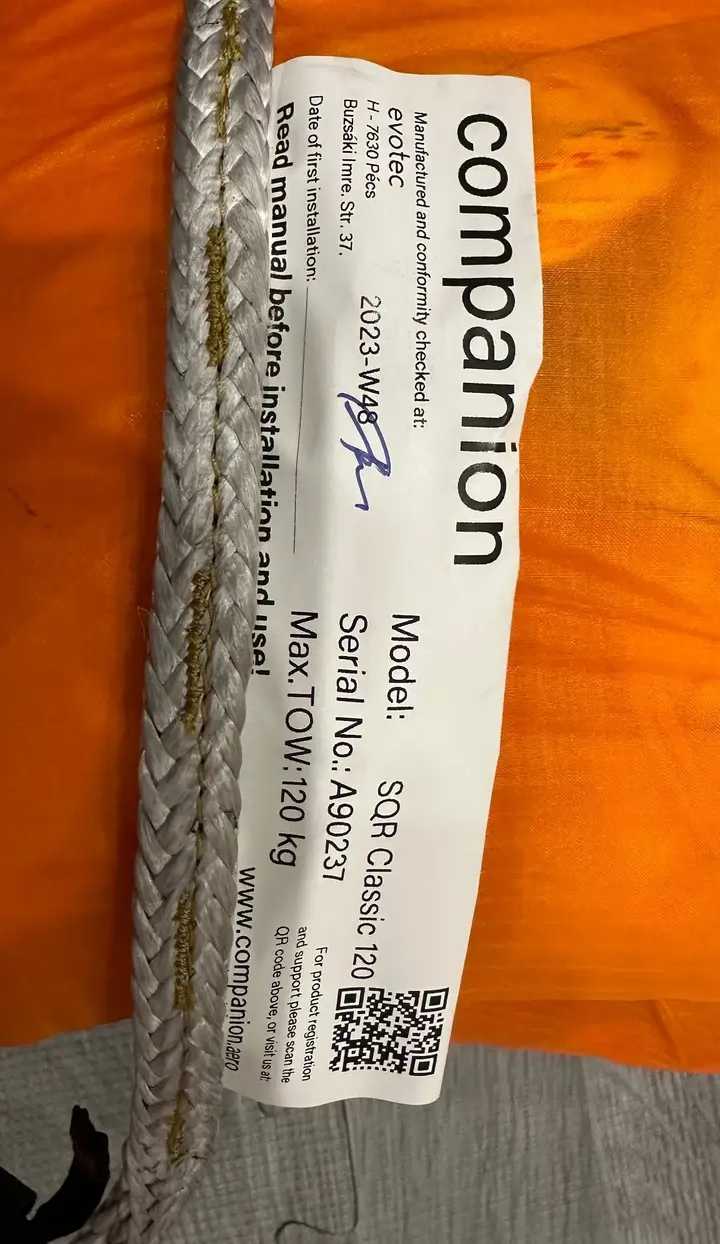 companion
Manufactured and conformity checked at:
evotec
H - 7630 Pécs
Buzsáki Imre. Str. 37.
2023-W48
Date of first installation:
Read manual before installation and use!
Model: SQR Classic 120
Serial No.: A90237
Max.TOW:120 kg
For product registration
and support please scan the
QR code above, or visit us at:
www.companion.aero